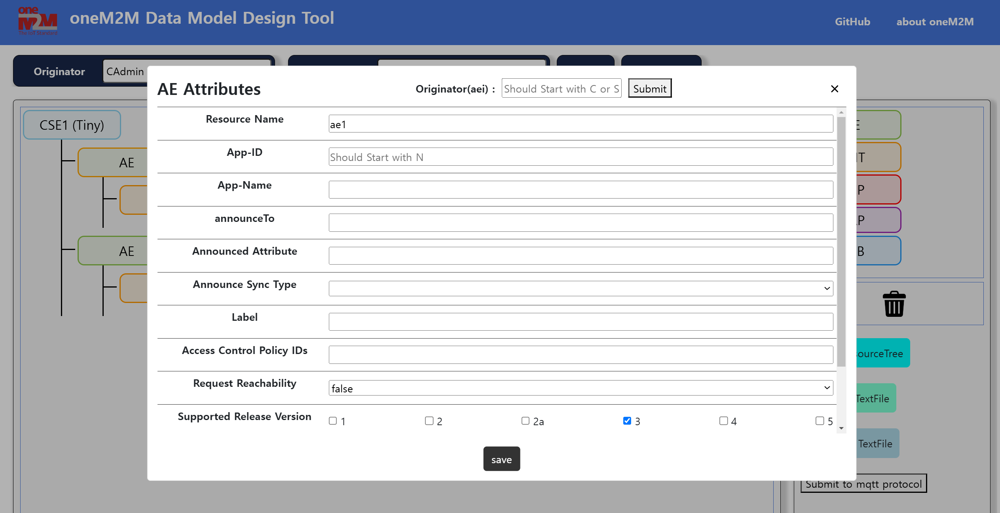 one
M2M
The IoT Standard
oneM2M Data Model Design Tool
GitHub
about oneM2M
Originator
CAdmin
AE Attributes
Originator(aei) :
Should Start with C or S
Submit
×
CSE1 (Tiny)
AE
AE
Resource Name
ae1
App-ID
Should Start with N
App-Name
announceTo
Announced Attribute
Announce Sync Type
Label
Access Control Policy IDs
Request Reachability
false
Supported Release Version
1
2
2a
3
4
5
save
E
P
P
B
sourceTree
TextFile
TextFile
Submit to mqtt protocol